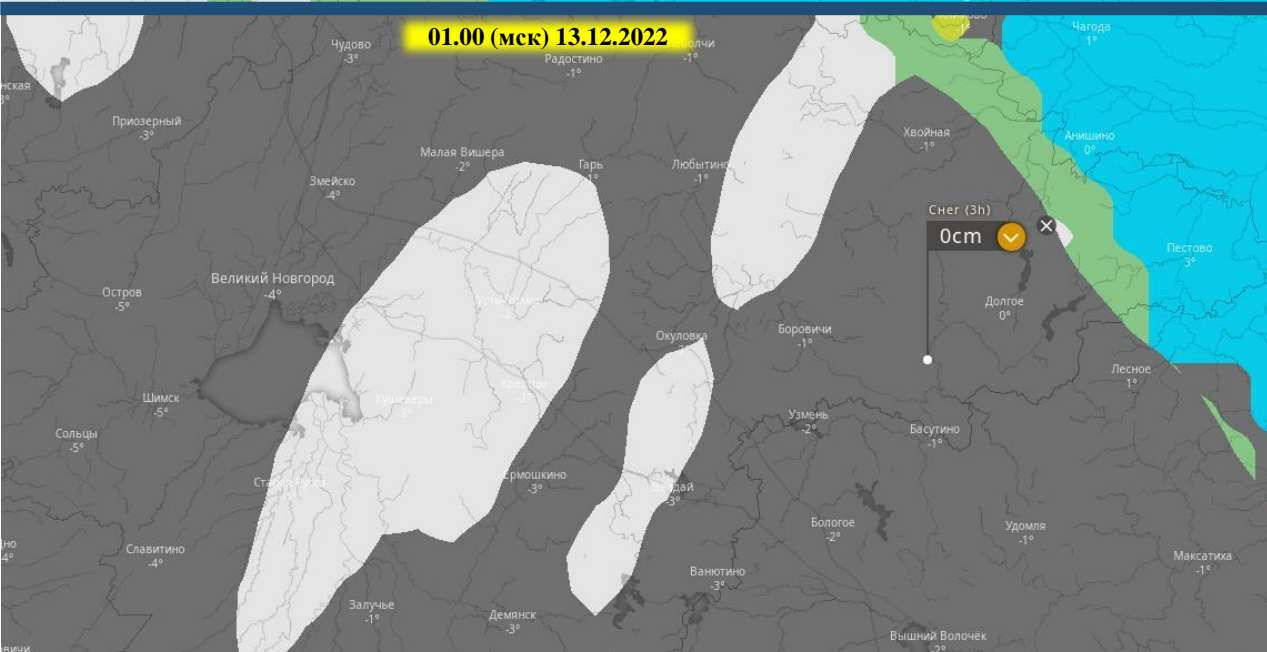 01.00 (мск) 13.12.2022
Чудово
-3°
Радостино
-1°
-1°
Чагода
1°
Приозерный
-3°
Малая Вишера
-2°
Гарь
Любытино
-1°
Хвойная
-1°
Анишино
0°
Змейско
-4°
Снег (3h)
0cm
Пестово
3°
Великий Новгород
-4°
Остров
-5°
Долгое
0°
Окуловка
Боровичи
-1°
Лесное
1°
Шимск
-5°
Крестцы
Кушеверы
-3°
Узмень
-2°
Басутино
-1°
Сольцы
-5°
Ермошкино
-3°
-3°
Бологое
-2°
Удомля
-1°
Славитино
-4°
Максатиха
-1°
Ванютино
-3°
Залучье
-1°
Демянск
-3°
Вышний Волочёк
-2°